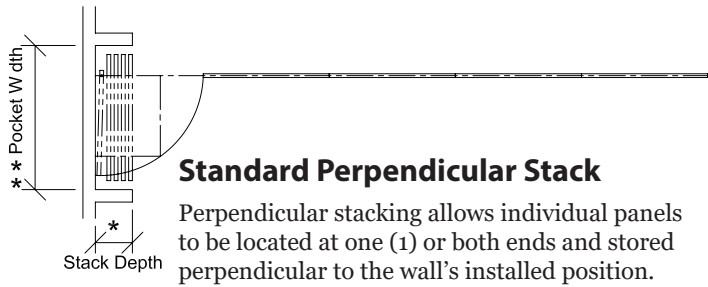 * * Pocket W dth
*
Stack Depth
Standard Perpendicular Stack
Perpendicular stacking allows individual panels
to be located at one (1) or both ends and stored
perpendicular to the wall’s installed position.